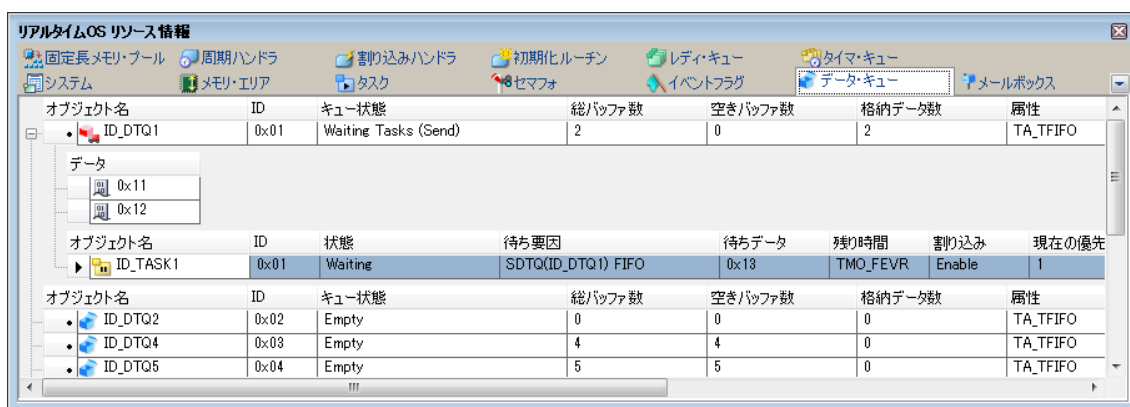 リアルタイムOS リソース情報
固定長メモリ・プール 周期ハンドラ 割り込みハンドラ 初期化ルーチン レディ・キュー タイマ・キュー
システム メモリ・エリア タスク セマフォ イベントフラグ データ・キュー メールボックス
オブジェクト名 ID キュー状態 総バッファ数 空きバッファ数 格納データ数 属性
ID_DTQ1 0x01 Waiting Tasks (Send) 2 0 2 TA_TFIFO
データ
0x11
0x12
オブジェクト名 ID 状態 待ち要因 待ちデータ 残り時間 割り込み 現在の優先
ID_TASK1 0x01 Waiting SDTQ(ID_DTQ1) FIFO 0x13 TMO_FEVR Enable 1
オブジェクト名 ID キュー状態 総バッファ数 空きバッファ数 格納データ数 属性
ID_DTQ2 0x02 Empty 0 0 0 TA_TFIFO
ID_DTQ4 0x03 Empty 4 4 0 TA_TFIFO
ID_DTQ5 0x04 Empty 5 5 0 TA_TFIFO